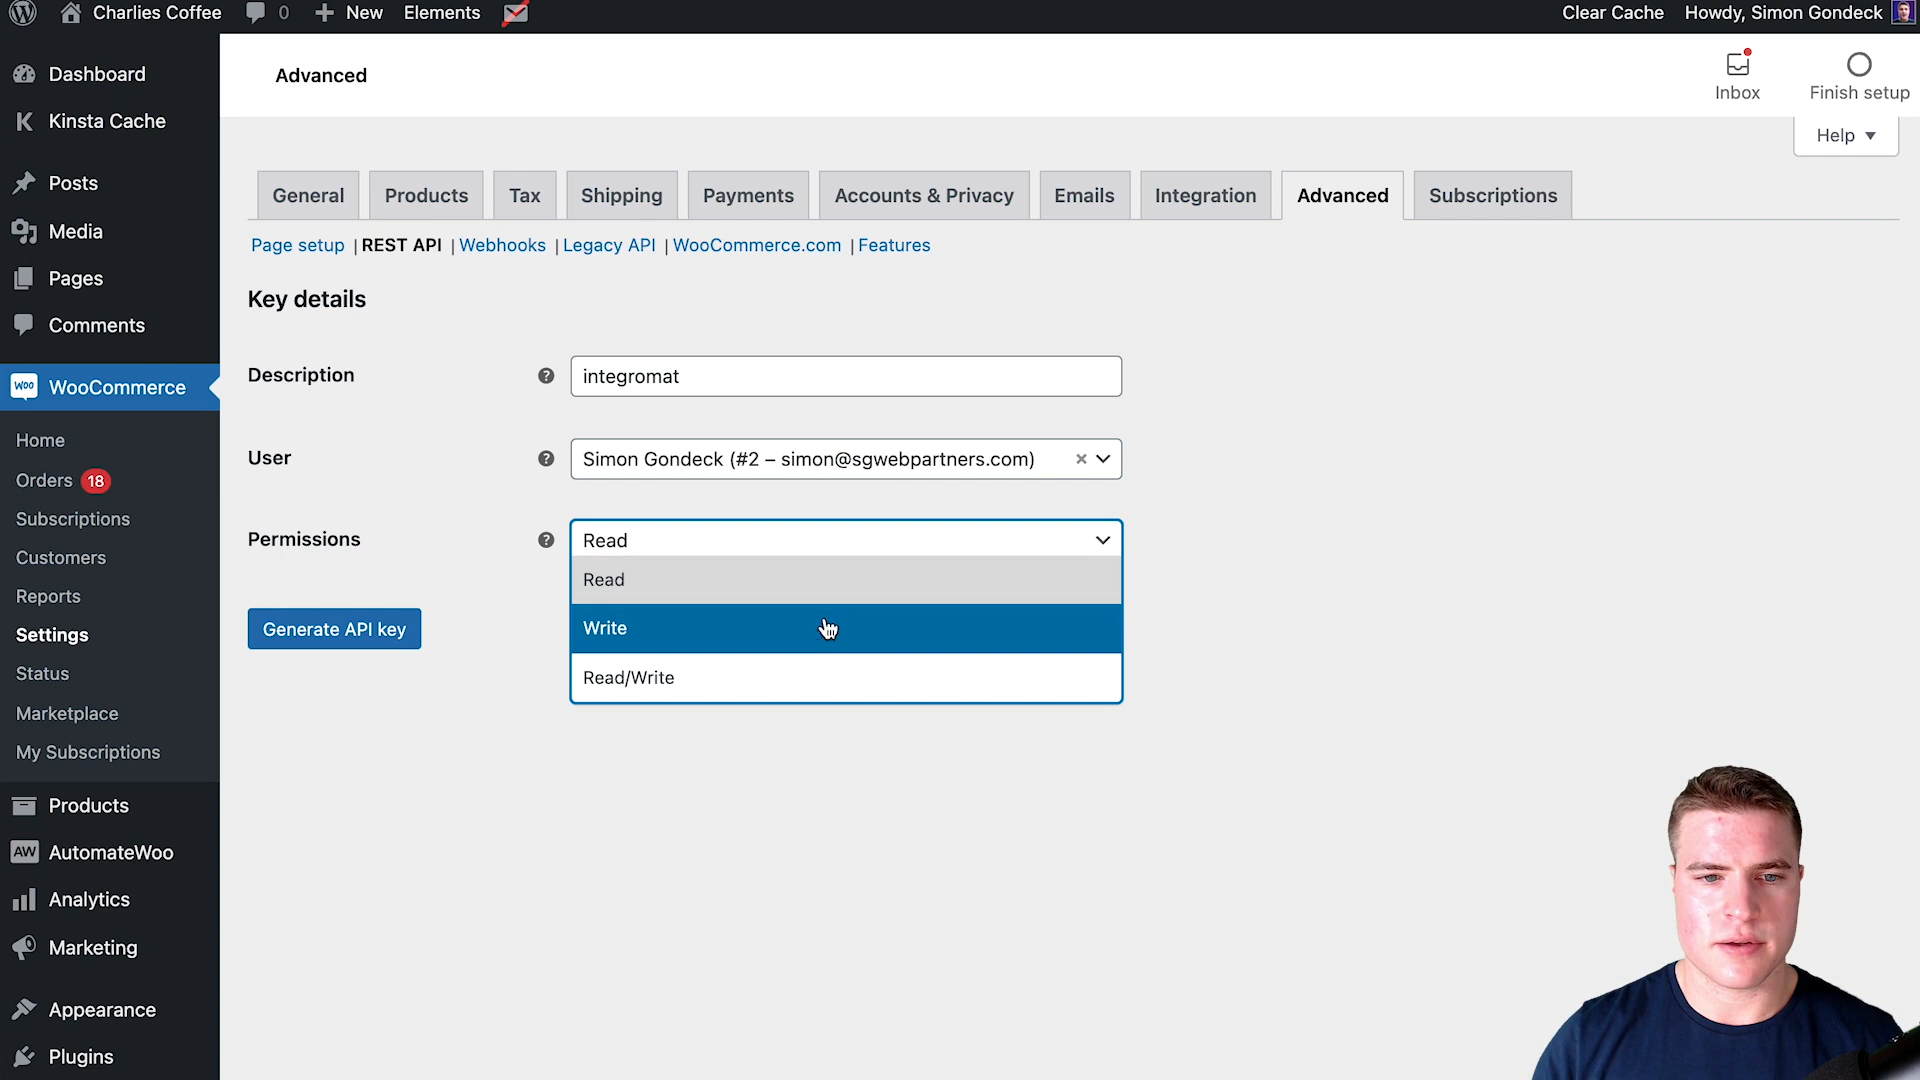 Charlies Coffee 0 New Elements Clear Cache Howdy, Simon Gondeck
Dashboard
Kinsta Cache
Posts
Media
Pages
Comments
WOO WooCommerce
Home
Orders 18
Subscriptions
Customers
Reports
Settings
Status
Marketplace
My Subscriptions
Products
AW AutomateWoo
Analytics
Marketing
Appearance
Plugins
Advanced
Inbox
Finish setup
Help
General Products Tax Shipping Payments Accounts & Privacy Emails Integration Advanced Subscriptions
Page setup | REST API | Webhooks | Legacy API | WooCommerce.com | Features
Key details
Description ? integromat
User ? Simon Gondeck (#2 – simon@sgwebpartners.com) ×
Permissions ? Read
Read
Write
Read/Write
Generate API key